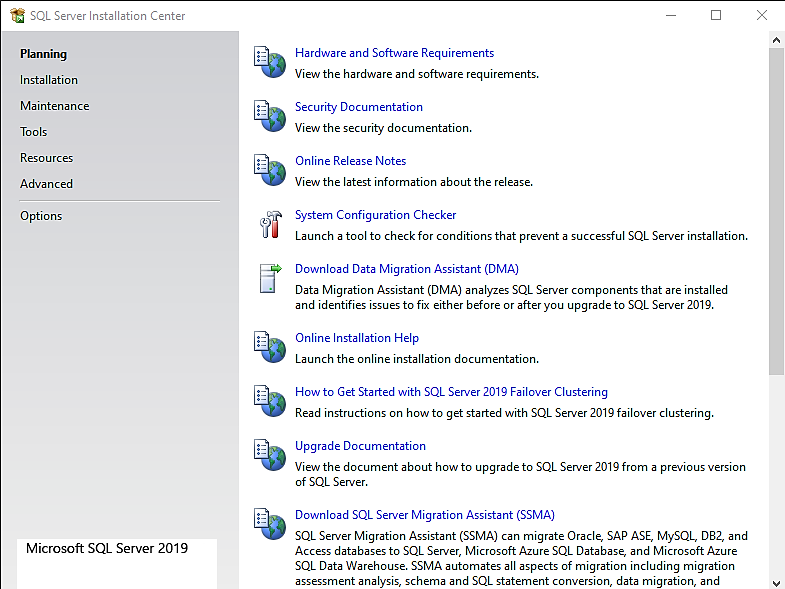 SQL Server Installation Center
Planning
Installation
Maintenance
Tools
Resources
Advanced
Options
Microsoft SQL Server 2019
Hardware and Software Requirements
View the hardware and software requirements.
Security Documentation
View the security documentation.
Online Release Notes
View the latest information about the release.
System Configuration Checker
Launch a tool to check for conditions that prevent a successful SQL Server installation.
Download Data Migration Assistant (DMA)
Data Migration Assistant (DMA) analyzes SQL Server components that are installed
and identifies issues to fix either before or after you upgrade to SQL Server 2019.
Online Installation Help
Launch the online installation documentation.
How to Get Started with SQL Server 2019 Failover Clustering
Read instructions on how to get started with SQL Server 2019 failover clustering.
Upgrade Documentation
View the document about how to upgrade to SQL Server 2019 from a previous version
of SQL Server.
Download SQL Server Migration Assistant (SSMA)
SQL Server Migration Assistant (SSMA) can migrate Oracle, SAP ASE, MySQL, DB2, and
Access databases to SQL Server, Microsoft Azure SQL Database, and Microsoft Azure
SQL Data Warehouse. SSMA automates all aspects of migration including migration
assessment analysis, schema and SQL statement conversion, data migration, and